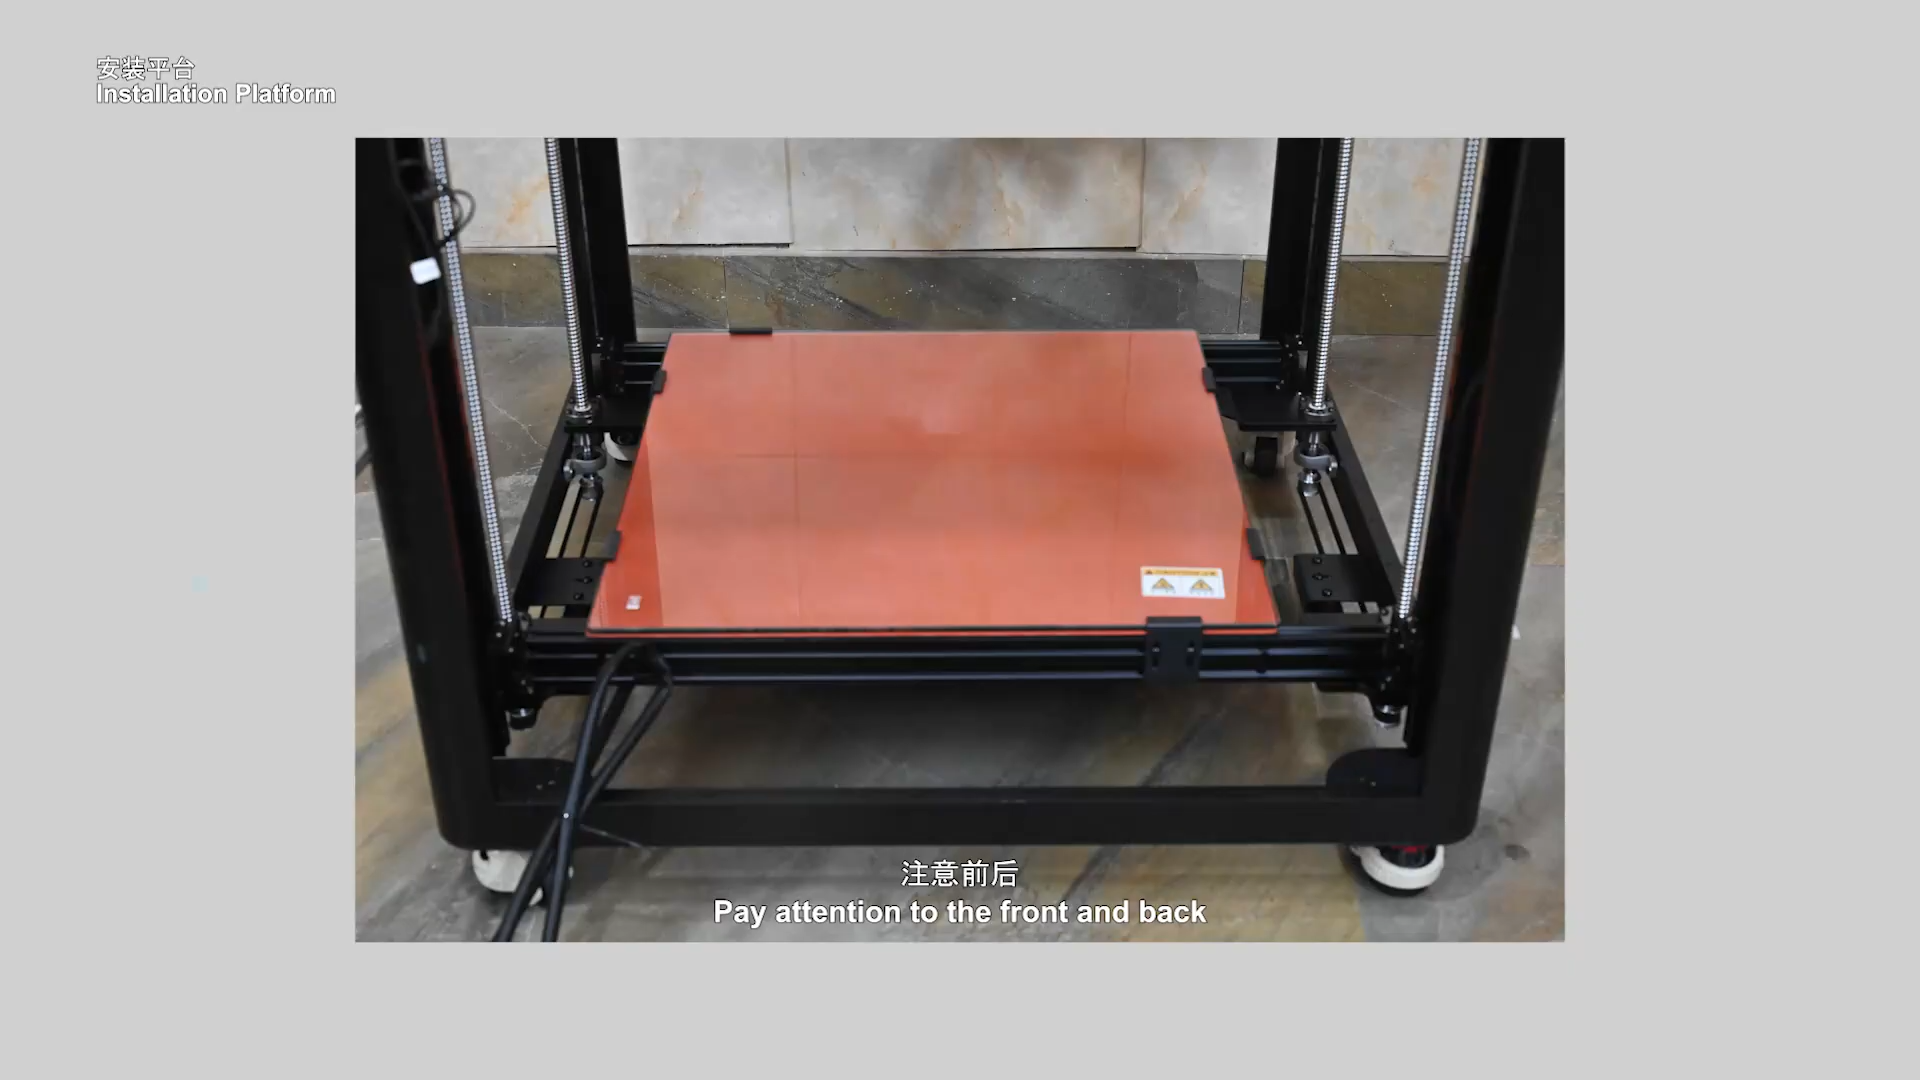 安装平台
Installation Platform
注意前后
Pay attention to the front and back